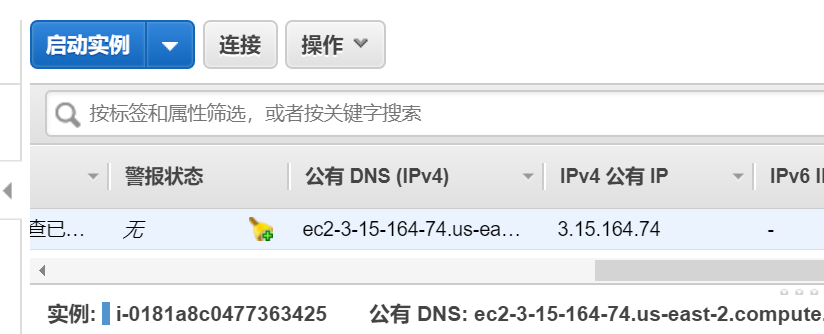 启动实例 连接 操作
按标签和属性筛选，或者按关键字搜索
警报状态 公有 DNS (IPv4) IPv4 公有 IP IPv6
查已… 无 ec2-3-15-164-74.us-ea… 3.15.164.74 -
实例: i-0181a8c0477363425 公有 DNS: ec2-3-15-164-74.us-east-2.compute.